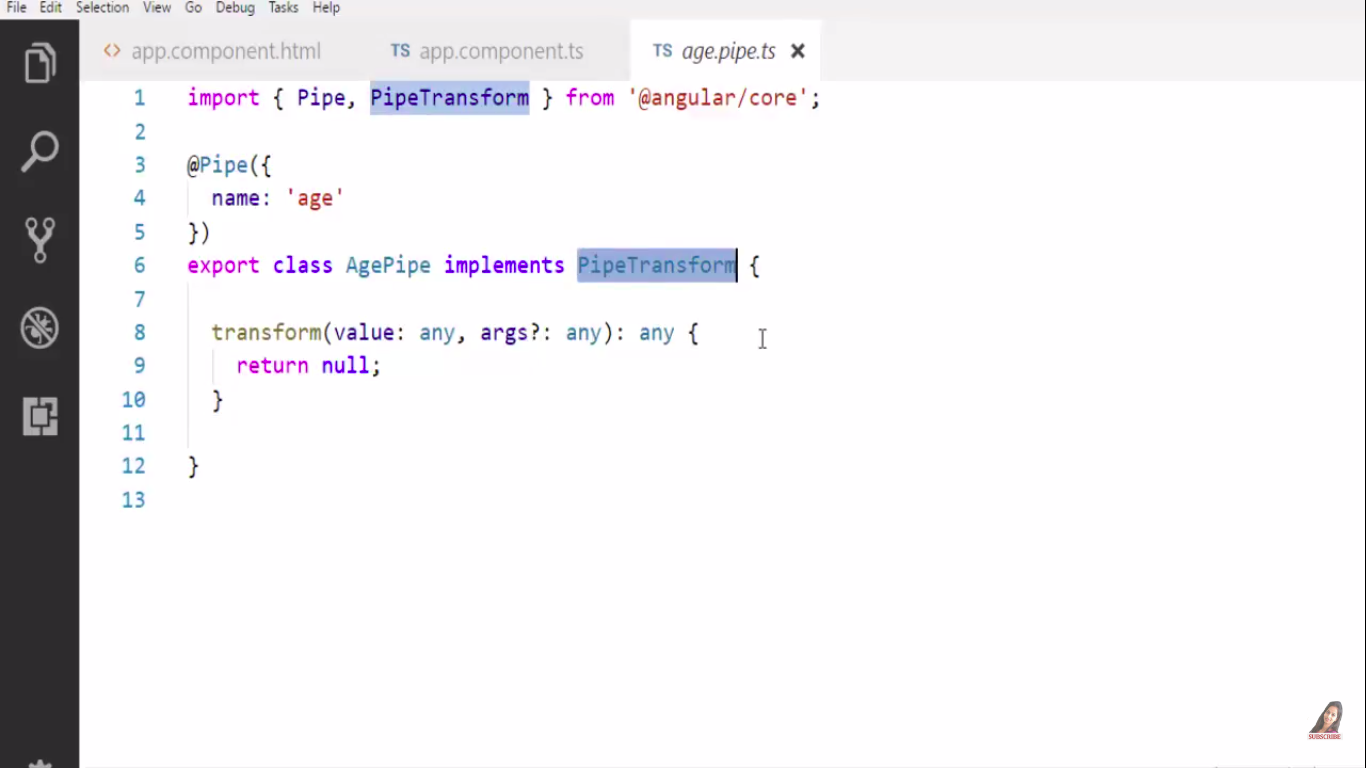 File Edit Selection View Go Debug Tasks Help
<> app.component.html TS app.component.ts TS age.pipe.ts
1 import { Pipe, PipeTransform } from '@angular/core';
2
3 @Pipe({
4 name: 'age'
5 })
6 export class AgePipe implements PipeTransform {
7
8 transform(value: any, args?: any): any {
9 return null;
10 }
11
12 }
13
SUBSCRIBE